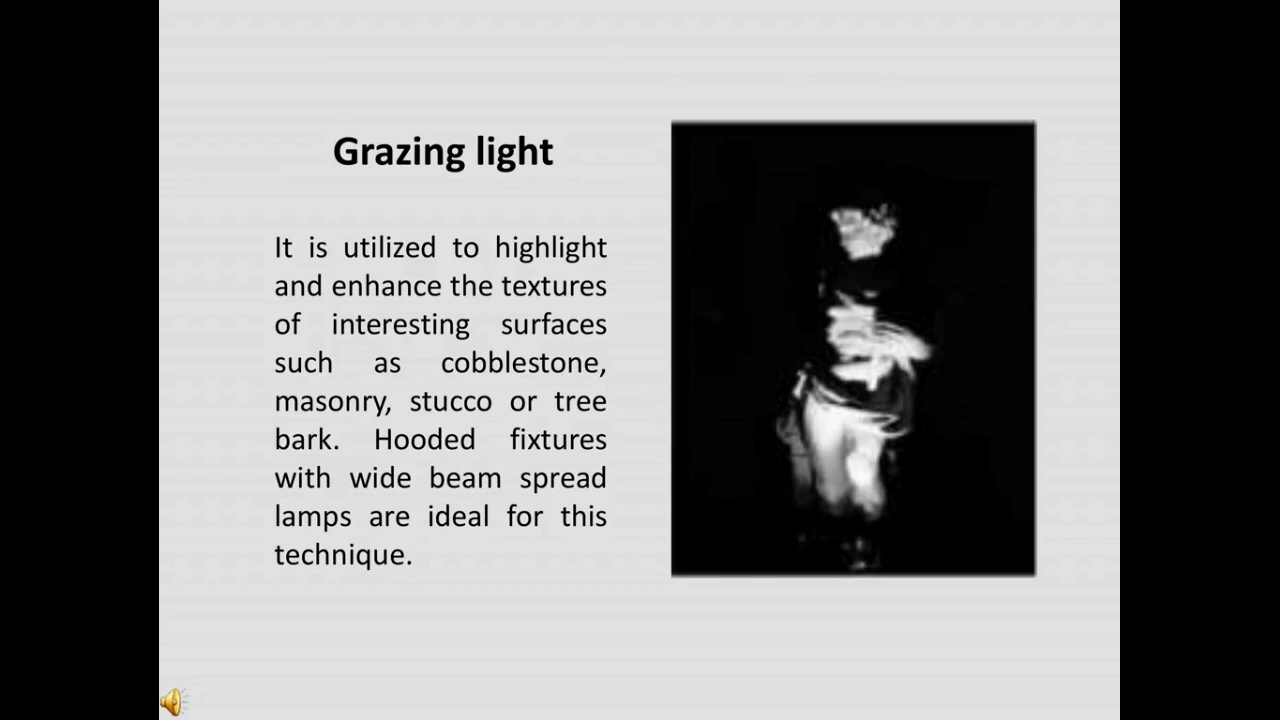 Grazing light
It is utilized to highlight
and enhance the textures
of interesting surfaces
such as cobblestone,
masonry, stucco or tree
bark. Hooded fixtures
with wide beam spread
lamps are ideal for this
technique.